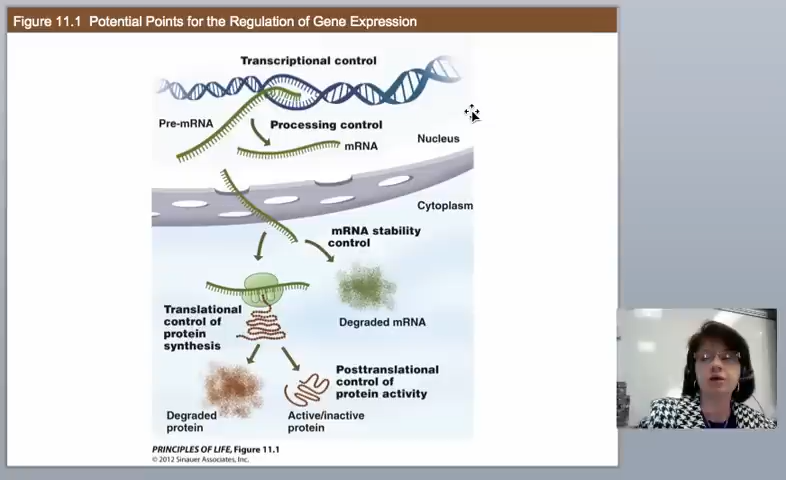 Figure 11.1 Potential Points for the Regulation of Gene Expression
Transcriptional control
Pre-mRNA
Processing control
mRNA
Nucleus
Cytoplasm
mRNA stability
control
Translational
control of
protein
synthesis
Degraded mRNA
Posttranslational
control of
protein activity
Degraded
protein
Active/inactive
protein
PRINCIPLES OF LIFE, Figure 11.1
© 2012 Sinauer Associates, Inc.